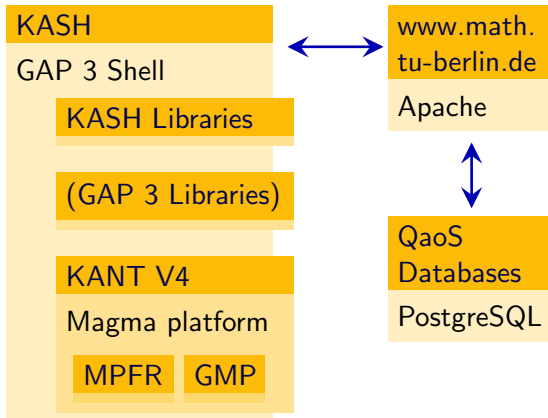 KASH
GAP 3 Shell
KASH Libraries
(GAP 3 Libraries)
KANT V4
Magma platform
MPFR GMP
www.math.
tu-berlin.de
Apache
QaoS
Databases
PostgreSQL